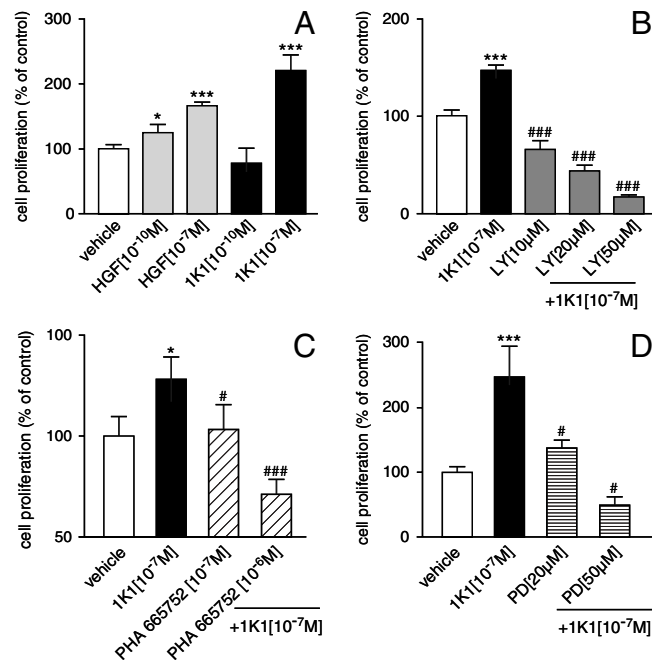 A
cell proliferation (% of control)
300
200
100
0
*
***
***
vehicle
HGF[10⁻¹⁰M]
HGF[10⁻⁷M]
1K1[10⁻¹⁰M]
1K1[10⁻⁷M]
B
cell proliferation (% of control)
200
100
0
***
###
###
###
vehicle
1K1[10⁻⁷M]
LY[10µM]
LY[20µM]
LY[50µM]
+1K1[10⁻⁷M]
C
cell proliferation (% of control)
100
100
50
*
#
###
vehicle
1K1[10⁻⁷M]
PHA 665752 [10⁻⁷M]
PHA 665752 [10⁻⁶M]
+1K1[10⁻⁷M]
D
cell proliferation (% of control)
300
200
100
0
***
#
#
vehicle
1K1[10⁻⁷M]
PD[20µM]
PD[50µM]
+1K1[10⁻⁷M]